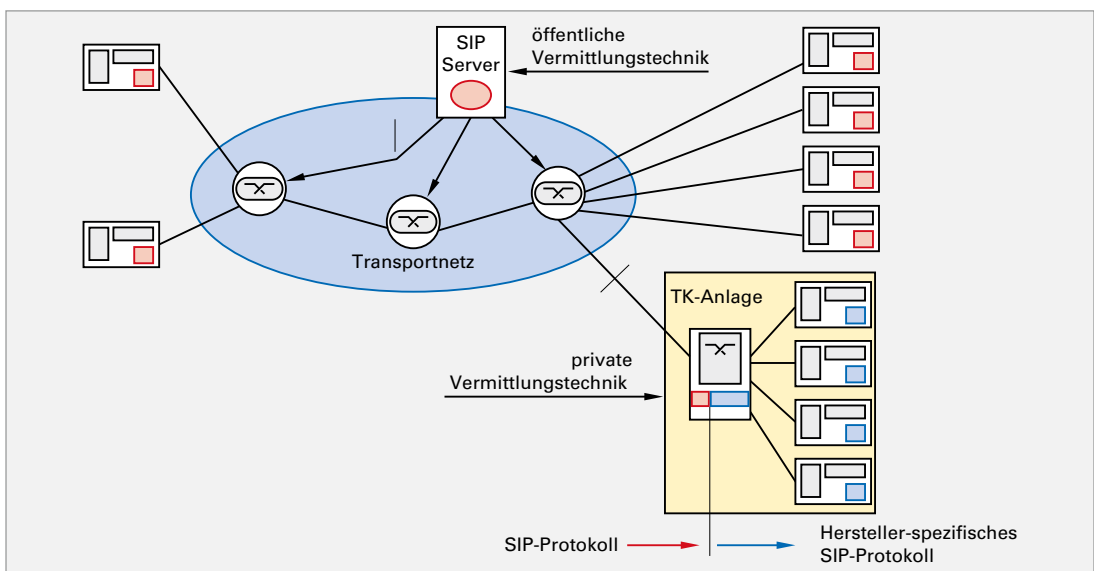 SIP
Server
öffentliche
Vermittlungstechnik
Transportnetz
TK-Anlage
private
Vermittlungstechnik
SIP-Protokoll
Hersteller-spezifisches
SIP-Protokoll